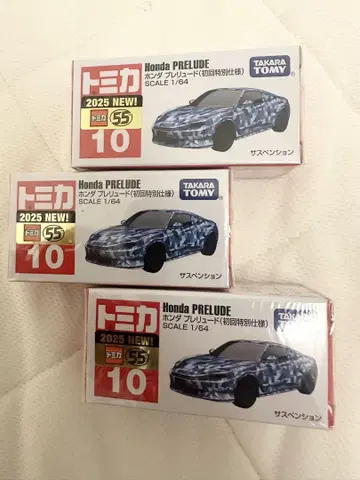 トミカ
2025 NEW!
トミカ 55
10
Honda PRELUDE
ホンダ プレリュード(初回特別仕様)
SCALE 1/64
TAKARA
TOMY
サスペンション
トミカ
2025 NEW!
トミカ 55
10
Honda PRELUDE
ホンダ プレリュード(初回特別仕様)
SCALE 1/64
TAKARA
TOMY
サスペンション
トミカ
2025 NEW!
トミカ 55
10
Honda PRELUDE
ホンダ プレリュード(初回特別仕様)
SCALE 1/64
TAKARA
TOMY
サスペンション